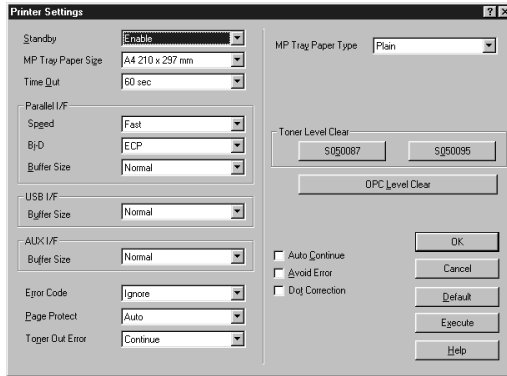 Printer Settings
Standby Enable
MP Tray Paper Size A4 210 x 297 mm
Time Out 60 sec
Parallel I/F
Speed Fast
Bi-D ECP
Buffer Size Normal
USB I/F
Buffer Size Normal
AUX I/F
Buffer Size Normal
Error Code Ignore
Page Protect Auto
Toner Out Error Continue
MP Tray Paper Type Plain
Toner Level Clear
S050087 S050095
OPC Level Clear
Auto Continue
Avoid Error
Dot Correction
OK
Cancel
Default
Execute
Help